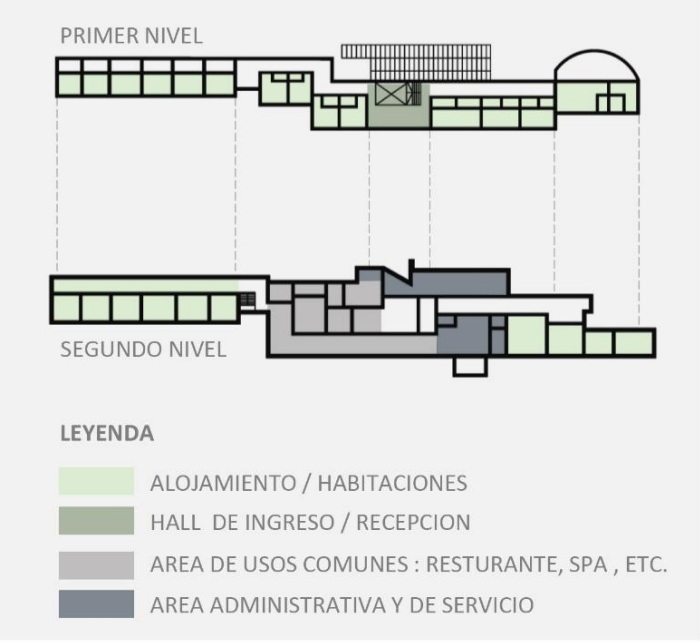 PRIMER NIVEL
SEGUNDO NIVEL
LEYENDA
ALOJAMIENTO / HABITACIONES
HALL DE INGRESO / RECEPCION
AREA DE USOS COMUNES : RESTURANTE, SPA , ETC.
AREA ADMINISTRATIVA Y DE SERVICIO